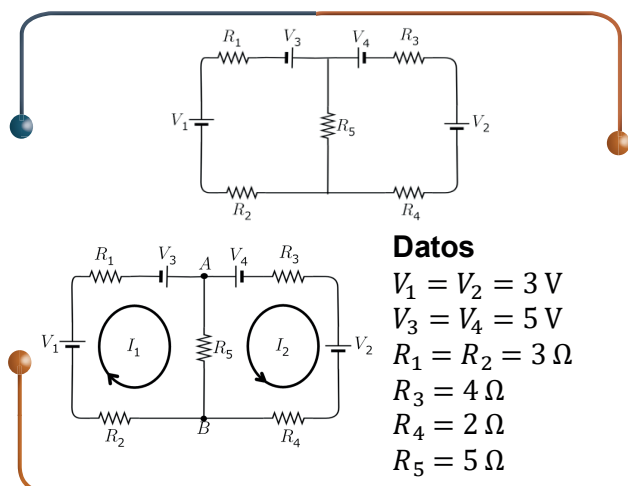 R₁ V₃ V₄ R₃
V₁ R₅ V₂
R₂ R₄
R₁ V₃ A V₄ R₃
V₁ I₁ R₅ I₂ V₂
R₂ B R₄
Datos
V₁ = V₂ = 3 V
V₃ = V₄ = 5 V
R₁ = R₂ = 3 Ω
R₃ = 4 Ω
R₄ = 2 Ω
R₅ = 5 Ω